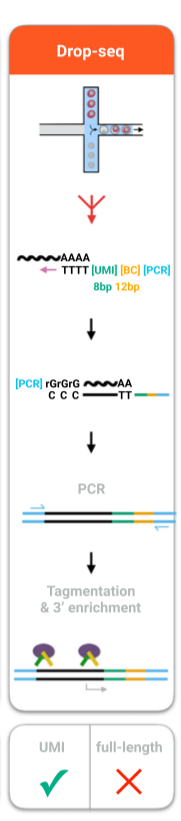 Drop-seq
AAAA
TTTT [UMI] [BC] [PCR]
8bp 12bp
[PCR] rGrGrG AA
C C C TT
PCR
Tagmentation
& 3’ enrichment
UMI full-length